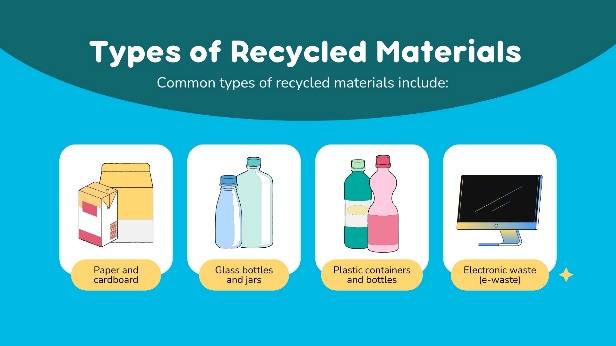 Types of Recycled Materials
Common types of recycled materials include:
Paper and
cardboard
Glass bottles
and jars
Plastic containers
and bottles
Electronic waste
(e-waste)